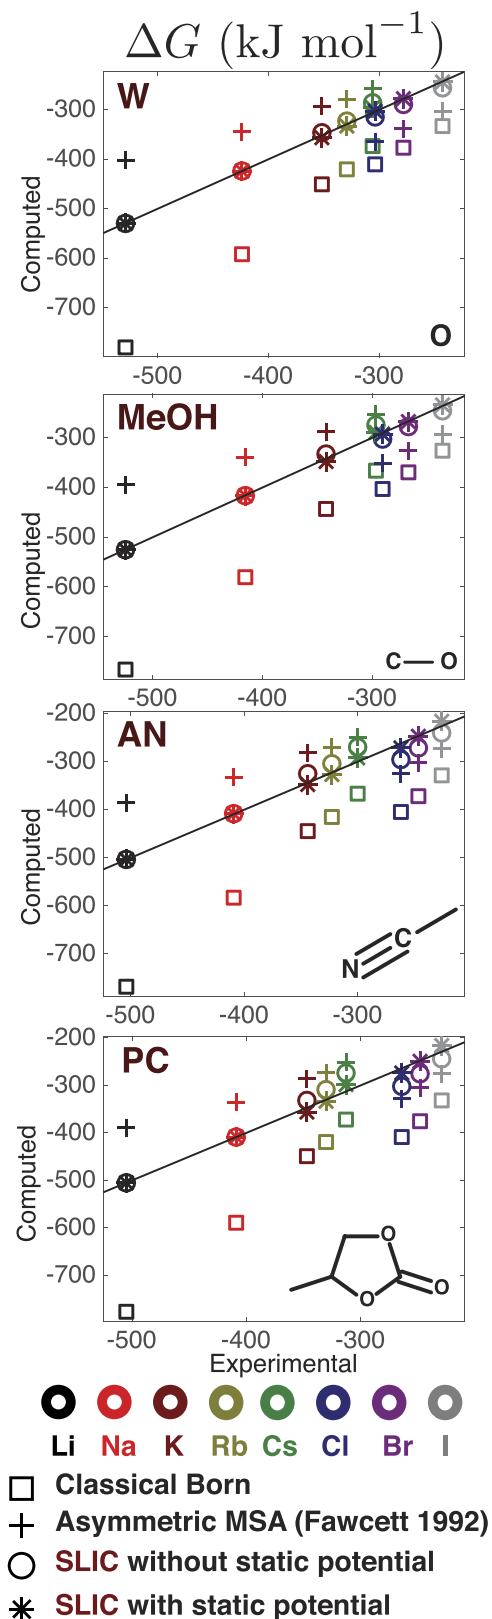 ΔG (kJ mol⁻¹)
W
-300
-400
-500
-600
-700
Computed
O
-500 -400 -300
MeOH
-300
-400
-500
-600
-700
Computed
C O
-500 -400 -300
AN
-200
-300
-400
-500
-600
-700
Computed
N C
-500 -400 -300
PC
-200
-300
-400
-500
-600
-700
Computed
O
O
O
-500 -400 -300
Experimental
Li Na K Rb Cs Cl Br I
Classical Born
Asymmetric MSA (Fawcett 1992)
SLIC without static potential
SLIC with static potential